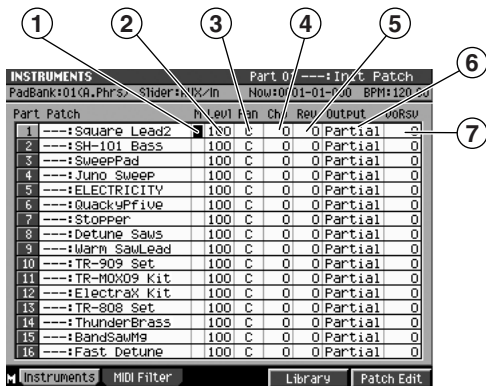 1 2 3 4 5
6
7
INSTRUMENTS Part 01 ---:Init Patch
PadBank:01(A.Phrs) Slider:MIX/In Now:0001-01-000 BPM:120.00
Part Patch M Levl Pan Cho Rev Output VoRsv
1 ---:Square Lead2 100 C 0 0 Partial 0
2 ---:SH-101 Bass 100 C 0 0 Partial 0
3 ---:SweepPad 100 C 0 0 Partial 0
4 ---:Juno Sweep 100 C 0 0 Partial 0
5 ---:ELECTRICITY 100 C 0 0 Partial 0
6 ---:QuackyPfive 100 C 0 0 Partial 0
7 ---:Stopper 100 C 0 0 Partial 0
8 ---:Detune Saws 100 C 0 0 Partial 0
9 ---:Warm SawLead 100 C 0 0 Partial 0
10 ---:TR-909 Set 100 C 0 0 Partial 0
11 ---:TR-MOXO9 Kit 100 C 0 0 Partial 0
12 ---:ElectraX Kit 100 C 0 0 Partial 0
13 ---:TR-808 Set 100 C 0 0 Partial 0
14 ---:ThunderBrass 100 C 0 0 Partial 0
15 ---:BandSawMg 100 C 0 0 Partial 0
16 ---:Fast Detune 100 C 0 0 Partial 0
M Instruments MIDI Filter Library Patch Edit